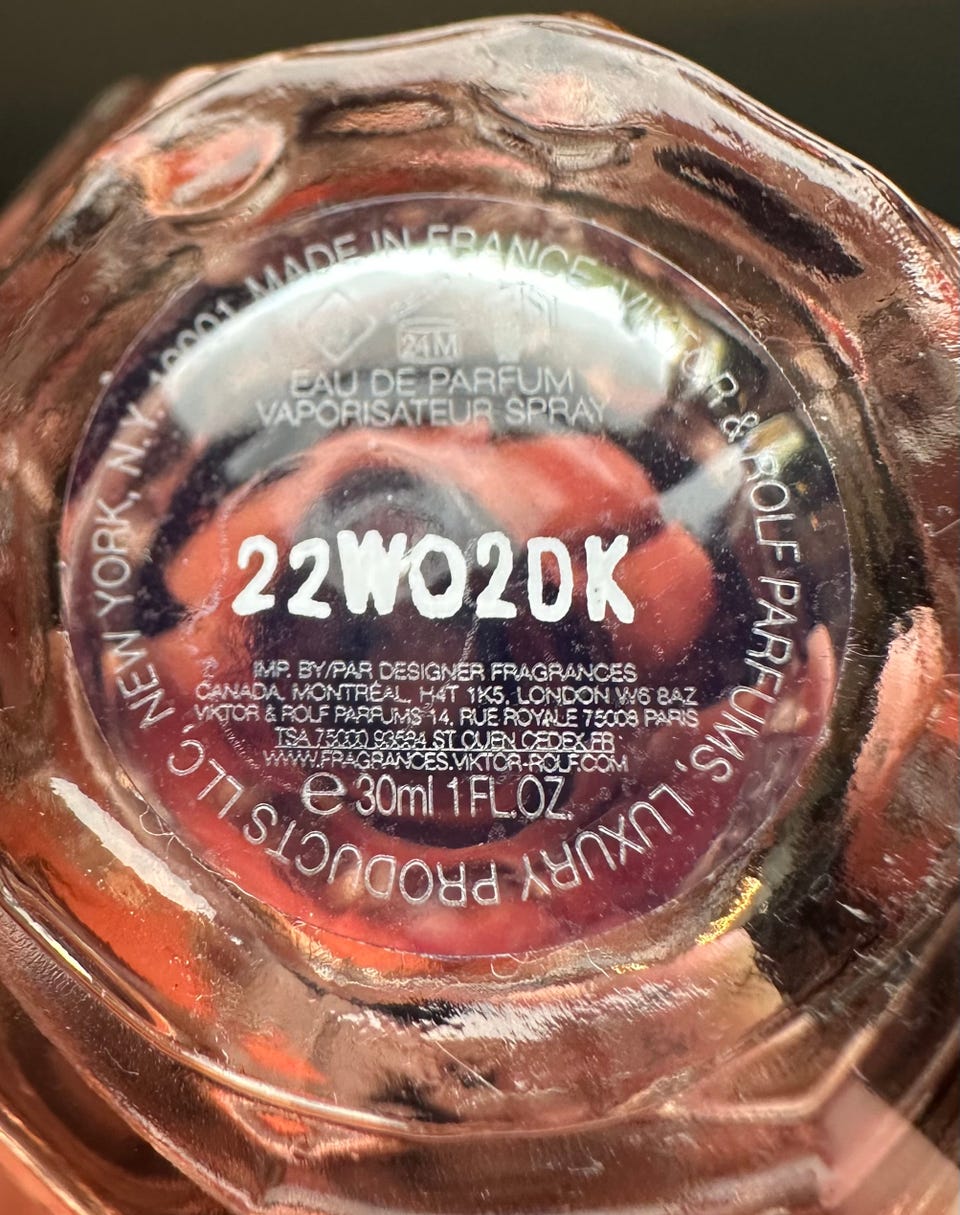 MADE IN FRANCE - VIKTOR & ROLF PARFUMS, LUXURY PRODUCTS LLC, NEW YORK, N.Y. 10001
24M
EAU DE PARFUM
VAPORISATEUR SPRAY
22W02DK
IMP. BY/PAR DESIGNER FRAGRANCES
CANADA, MONTRÉAL, H4T 1K5, LONDON W6 8AZ
VIKTOR & ROLF PARFUMS 14, RUE ROYALE 75008 PARIS
TSA 75000 93584 ST OUEN CEDEX FR
WWW.FRAGRANCES.VIKTOR-ROLF.COM
e 30ml 1 FL.OZ.